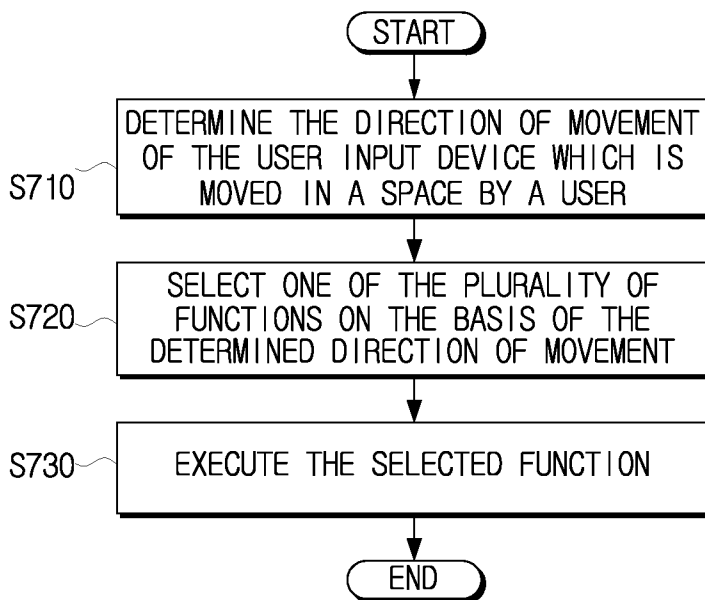 START
DETERMINE THE DIRECTION OF MOVEMENT
OF THE USER INPUT DEVICE WHICH IS
MOVED IN A SPACE BY A USER
S710
SELECT ONE OF THE PLURALITY OF
FUNCTIONS ON THE BASIS OF THE
DETERMINED DIRECTION OF MOVEMENT
S720
EXECUTE THE SELECTED FUNCTION
S730
END